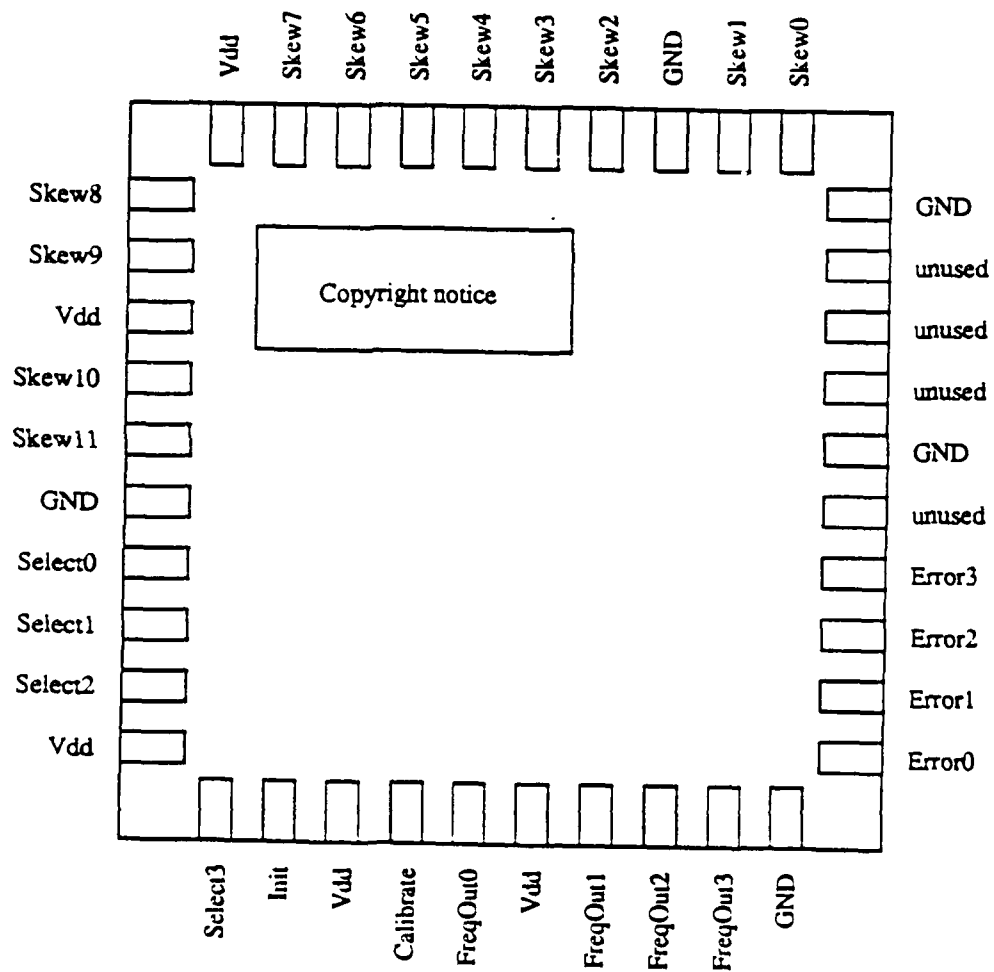 Vdd
Skew7
Skew6
Skew5
Skew4
Skew3
Skew2
GND
Skew1
Skew0
Skew8
Skew9
Vdd
Skew10
Skew11
GND
Select0
Select1
Select2
Vdd
Copyright notice
GND
unused
unused
unused
GND
unused
Error3
Error2
Error1
Error0
Select3
Init
Vdd
Calibrate
FreqOut0
Vdd
FreqOut1
FreqOut2
FreqOut3
GND